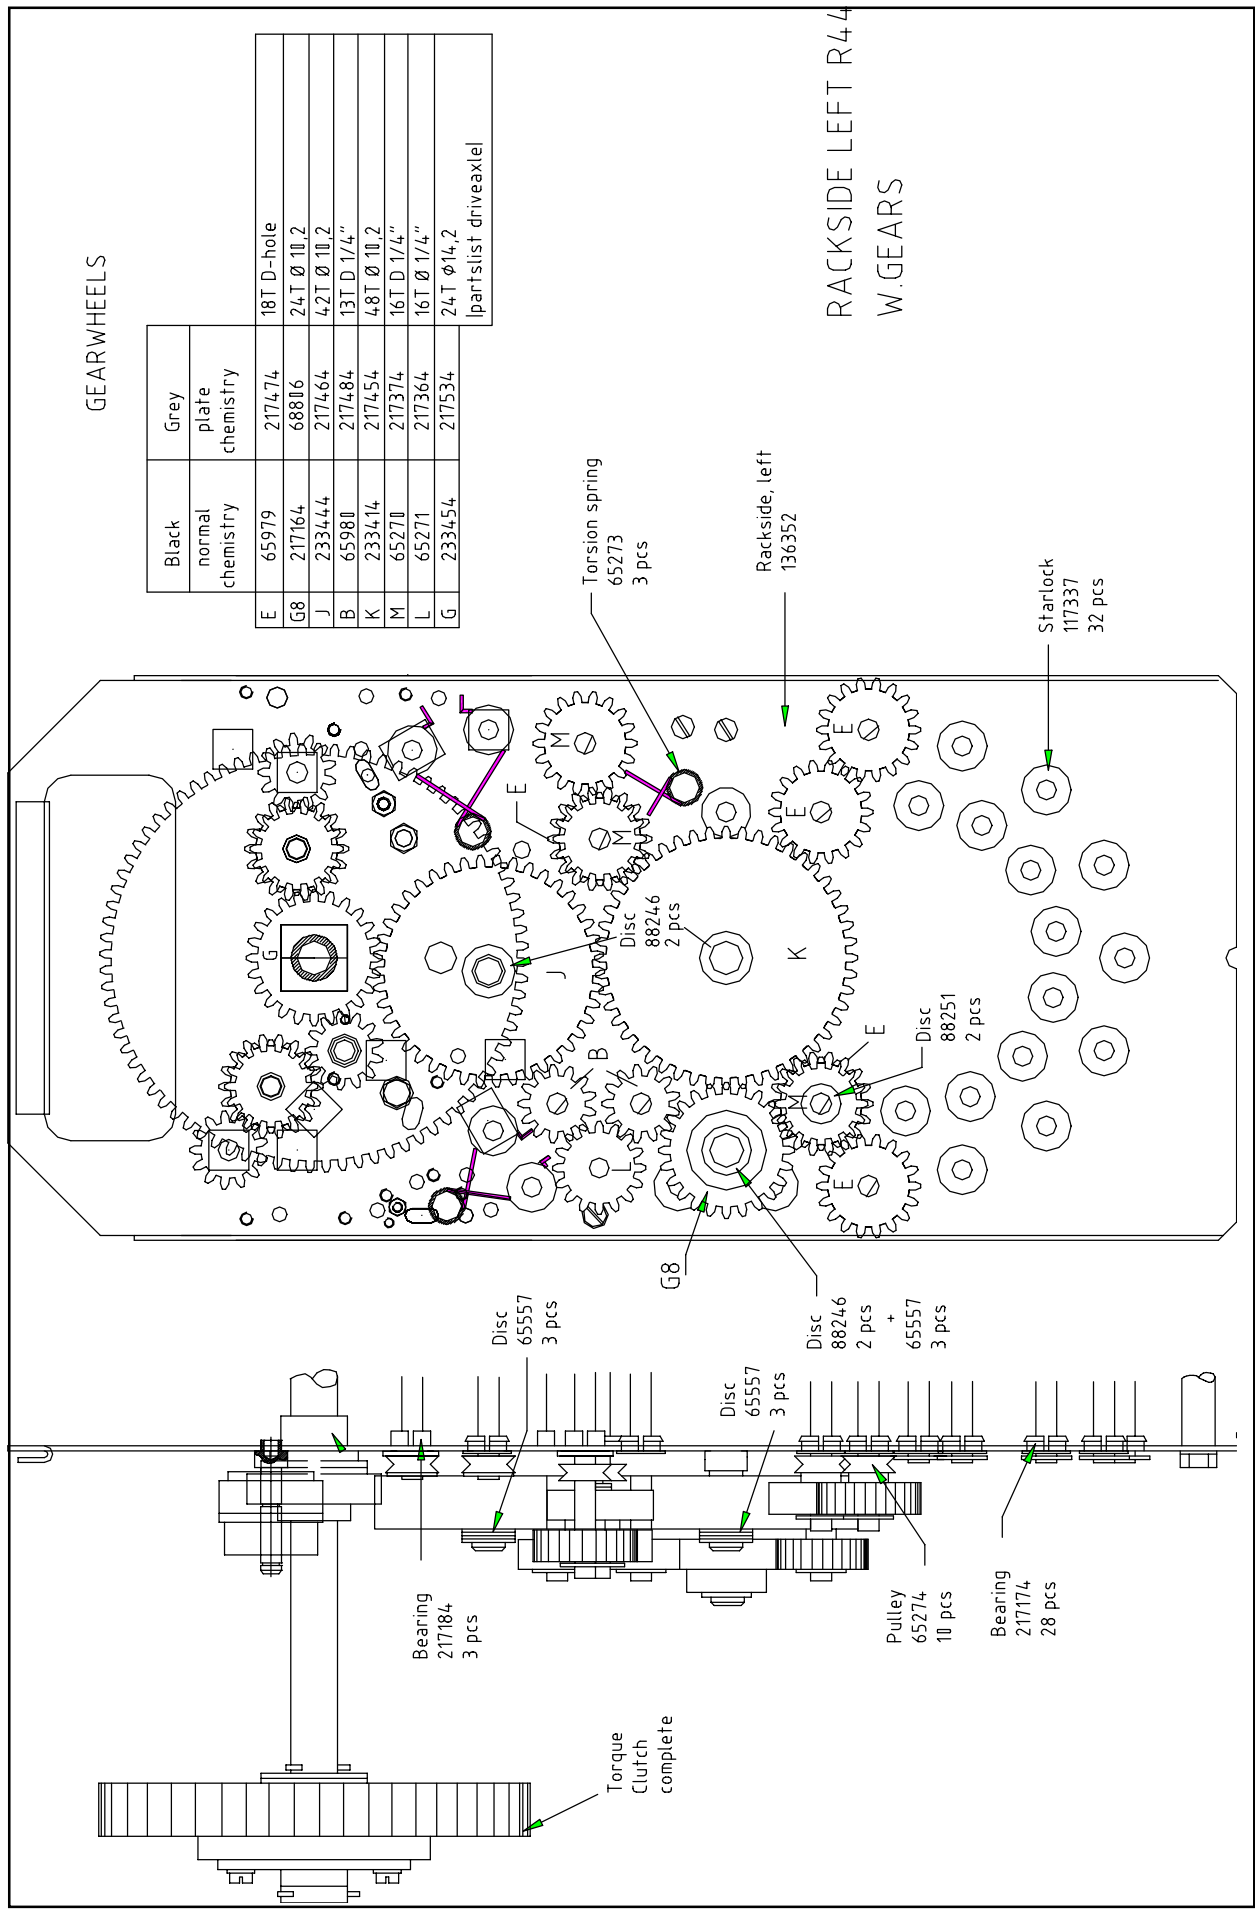 GEARWHEELS
Black Grey
normal plate
chemistry chemistry
E 65979 217474 18T D-hole
G8 217164 68806 24T Ø 10,2
J 233444 217464 42T Ø 10,2
B 65980 217484 13T D 1/4"
K 233414 217454 48T Ø 10,2
M 65270 217374 16T D 1/4"
L 65271 217364 16T Ø 1/4"
G 233454 217534 24T Φ14,2
|partslist driveaxlel
RACKSIDE LEFT R44
W.GEARS
Torsion spring
65273
3 pcs
Rackside, left
136352
Starlock
117337
32 pcs
G
E
M
M
J
Disc
88246
2 pcs
K
E
E
B
L
M
E
E
Disc
88251
2 pcs
G8
Disc
65557
3 pcs
Disc
88246
2 pcs +
65557
3 pcs
Disc
65557
3 pcs
Bearing
217184
3 pcs
Pulley
65274
10 pcs
Bearing
217174
28 pcs
Torque
Clutch
complete